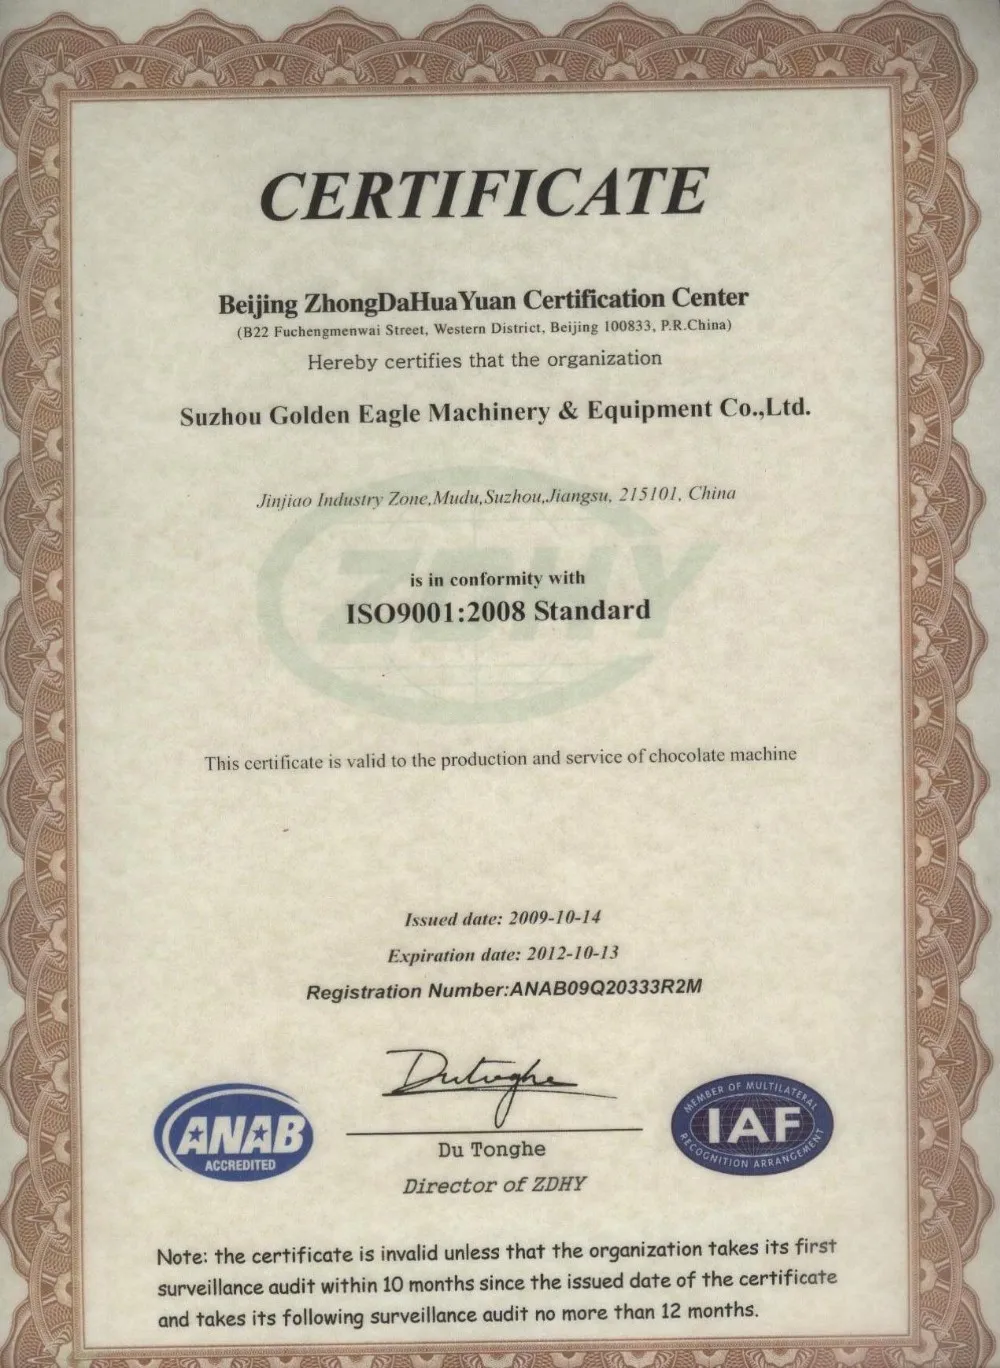 CERTIFICATE
Beijing ZhongDaHuaYuan Certification Center
(B22 Fuchengmenwai Street, Western District, Beijing 100833, P.R.China)
Hereby certifies that the organization
Suzhou Golden Eagle Machinery & Equipment Co.,Ltd.
Jinjiao Industry Zone,Mudu,Suzhou,Jiangsu, 215101, China
ZDHY
is in conformity with
ISO9001:2008 Standard
This certificate is valid to the production and service of chocolate machine
Issued date: 2009-10-14
Expiration date: 2012-10-13
Registration Number:ANAB09Q20333R2M
Dutonghe
ANAB
ACCREDITED
MEMBER OF MULTILATERAL
IAF
RECOGNITION ARRANGEMENT
Du Tonghe
Director of ZDHY
Note: the certificate is invalid unless that the organization takes its first
surveillance audit within 10 months since the issued date of the certificate
and takes its following surveillance audit no more than 12 months.